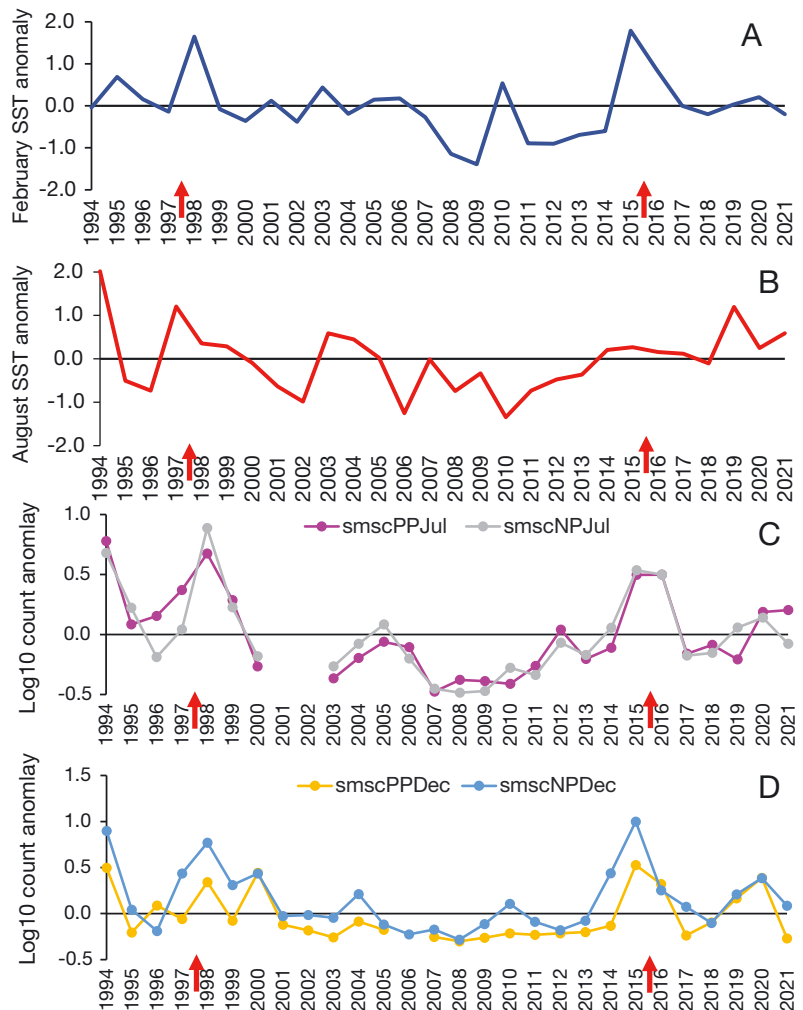 A
February SST anomaly
2.0
1.0
0.0
-1.0
-2.0
1994 1995 1996 1997 1998 1999 2000 2001 2002 2003 2004 2005 2006 2007 2008 2009 2010 2011 2012 2013 2014 2015 2016 2017 2018 2019 2020 2021
B
August SST anomaly
2.0
1.0
0.0
-1.0
-2.0
1994 1995 1996 1997 1998 1999 2000 2001 2002 2003 2004 2005 2006 2007 2008 2009 2010 2011 2012 2013 2014 2015 2016 2017 2018 2019 2020 2021
C
smscPPJul smscNPJul
Log10 count anomlay
1.0
0.5
0.0
-0.5
1994 1995 1996 1997 1998 1999 2000 2001 2002 2003 2004 2005 2006 2007 2008 2009 2010 2011 2012 2013 2014 2015 2016 2017 2018 2019 2020 2021
D
smscPPDec smscNPDec
Log10 count anomlay
1.5
1.0
0.5
0.0
-0.5
1994 1995 1996 1997 1998 1999 2000 2001 2002 2003 2004 2005 2006 2007 2008 2009 2010 2011 2012 2013 2014 2015 2016 2017 2018 2019 2020 2021